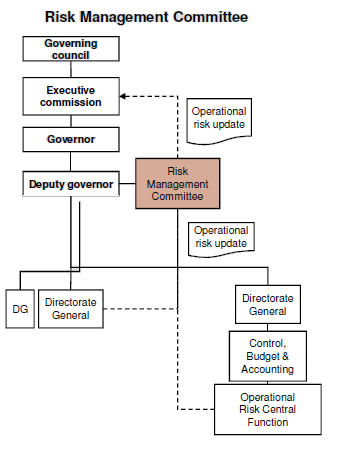 Risk Management Committee
Governing
council
Executive
commission
Operational
risk update
Governor
Risk
Management
Committee
Deputy governor
Operational
risk update
DG
Directorate
General
Directorate
General
Control,
Budget &
Accounting
Operational
Risk Central
Function